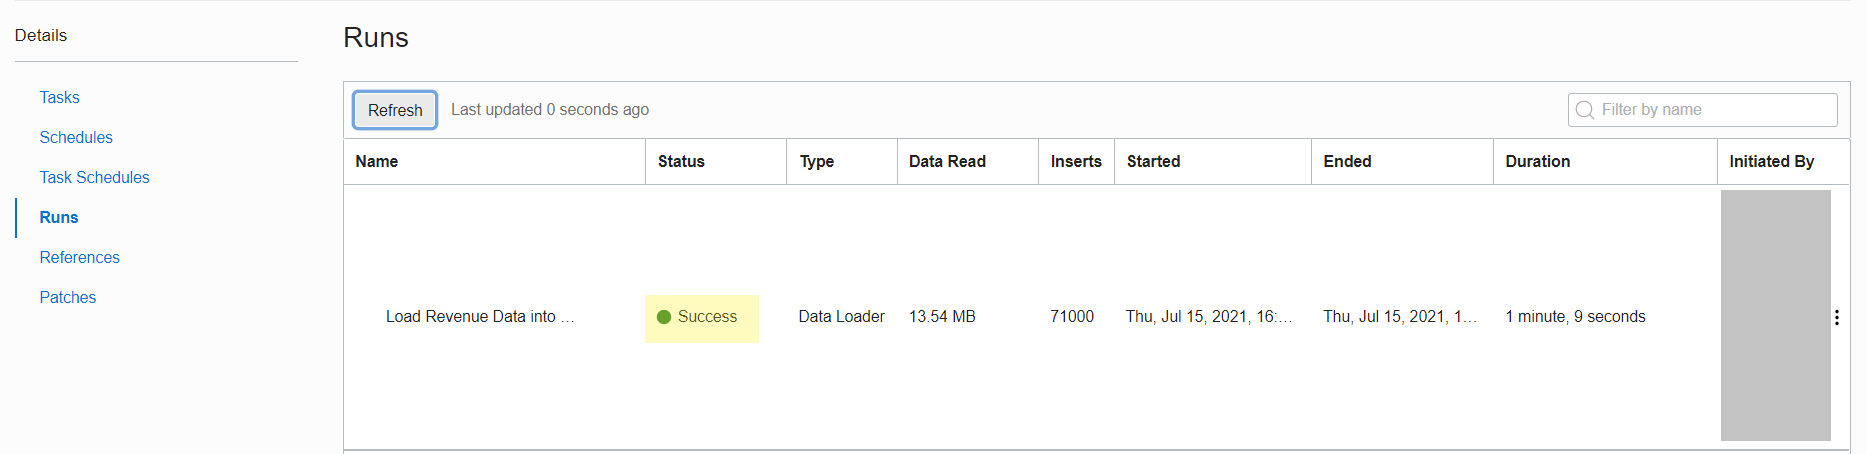 Details
Tasks
Schedules
Task Schedules
Runs
References
Patches
Runs
Refresh Last updated 0 seconds ago Filter by name
Name Status Type Data Read Inserts Started Ended Duration Initiated By
Load Revenue Data into ... Success Data Loader 13.54 MB 71000 Thu, Jul 15, 2021, 16:... Thu, Jul 15, 2021, 1... 1 minute, 9 seconds